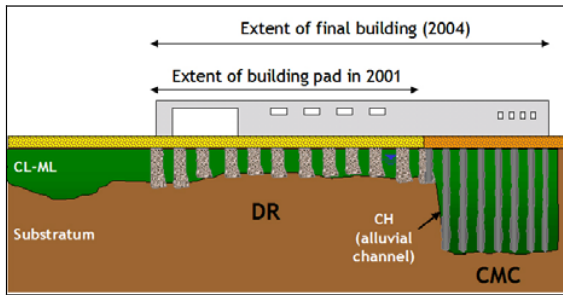 Extent of final building (2004)
Extent of building pad in 2001
CL-ML
DR
Substratum
CH
(alluvial
channel)
CMC